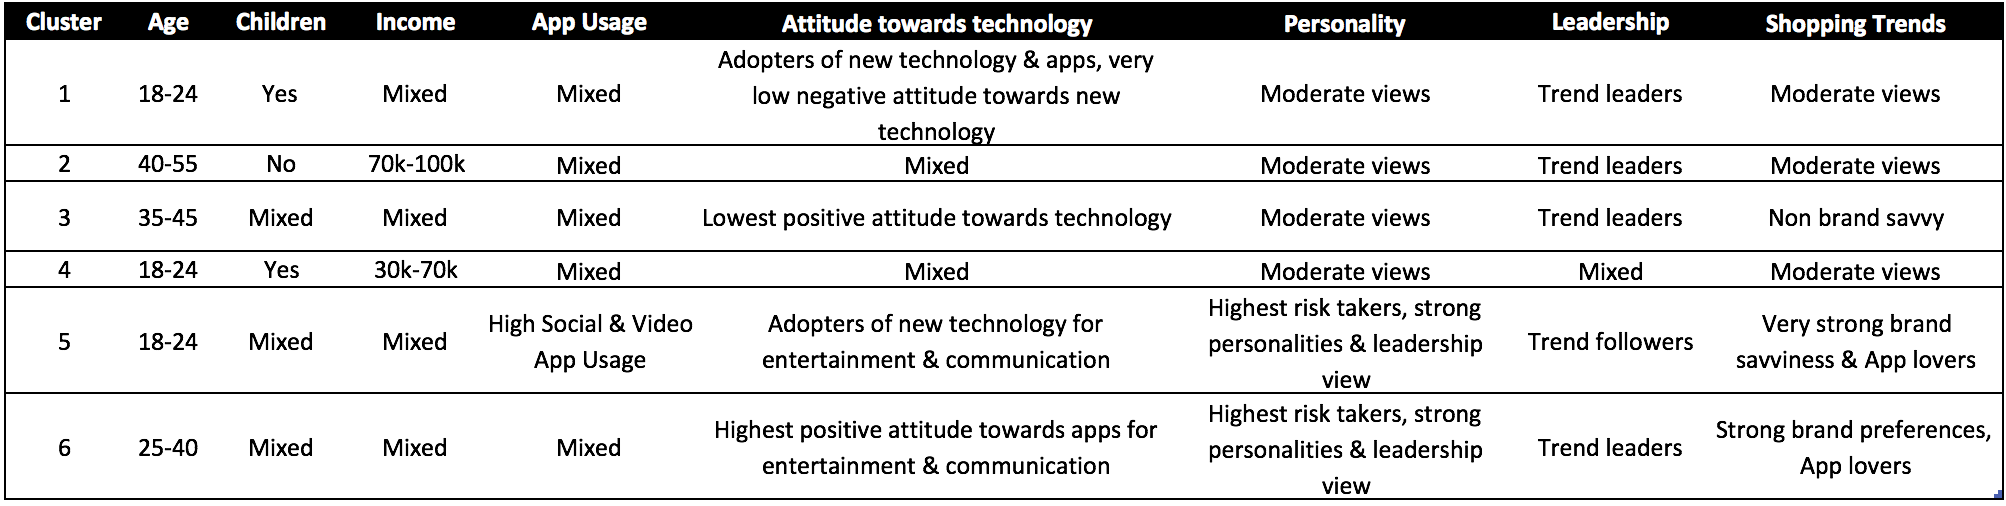 Cluster Age Children Income App Usage Attitude towards technology Personality Leadership Shopping Trends
1 18-24 Yes Mixed Mixed Adopters of new technology & apps, very low negative attitude towards new technology Moderate views Trend leaders Moderate views
2 40-55 No 70k-100k Mixed Mixed Moderate views Trend leaders Moderate views
3 35-45 Mixed Mixed Mixed Lowest positive attitude towards technology Moderate views Trend leaders Non brand savvy
4 18-24 Yes 30k-70k Mixed Mixed Moderate views Mixed Moderate views
5 18-24 Mixed Mixed High Social & Video App Usage Adopters of new technology for entertainment & communication Highest risk takers, strong personalities & leadership view Trend followers Very strong brand savviness & App lovers
6 25-40 Mixed Mixed Mixed Highest positive attitude towards apps for entertainment & communication Highest risk takers, strong personalities & leadership view Trend leaders Strong brand preferences, App lovers